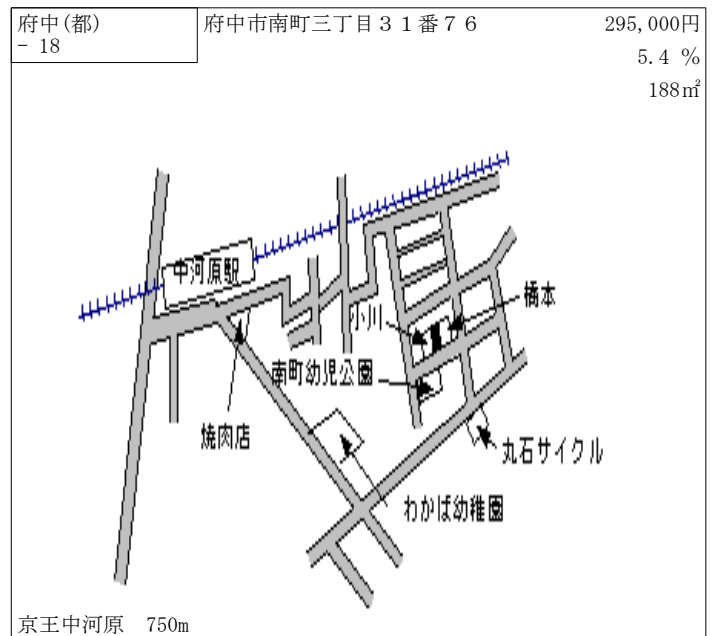 府中(都)
- 18
府中市南町三丁目３１番７６
295,000円
5.4 %
188㎡
中河原駅
橋本
小川
南町幼児公園
焼肉店
丸石サイクル
わかば幼稚園
京王中河原　750m